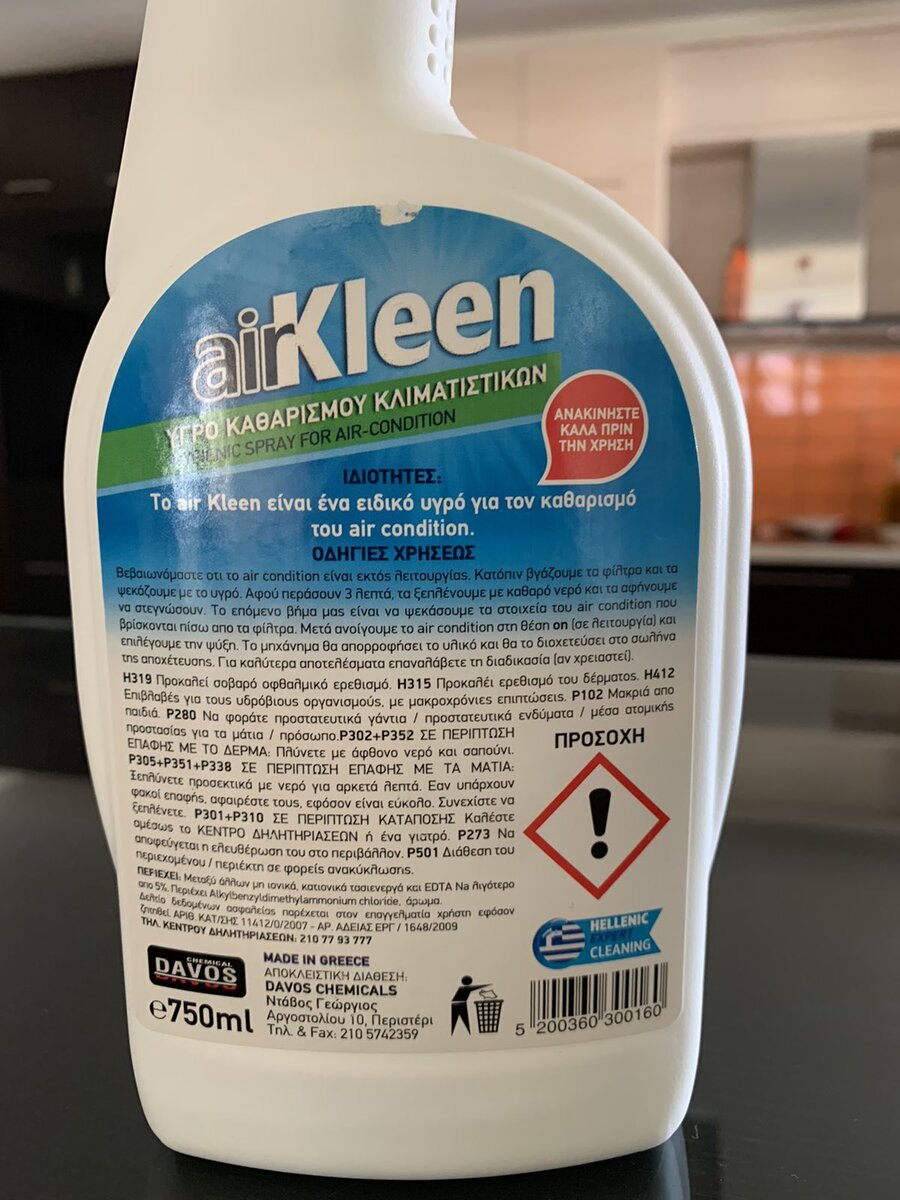 airKleen
ΥΓΡΟ ΚΑΘΑΡΙΣΜΟΥ ΚΛΙΜΑΤΙΣΤΙΚΩΝ
SPRAY FOR AIR-CONDITION
ΑΝΑΚΙΝΗΣΤΕ
ΚΑΛΑ ΠΡΙΝ
ΤΗΝ ΧΡΗΣΗ
ΙΔΙΟΤΗΤΕΣ:
Το air Kleen είναι ένα ειδικό υγρό για τον καθαρισμό
του air condition.
ΟΔΗΓΙΕΣ ΧΡΗΣΕΩΣ
Βεβαιωνόμαστε οτι το air condition είναι εκτός λειτουργίας. Κατόπιν βγάζουμε τα φίλτρα και τα
ψεκάζουμε με το υγρό. Αφού περάσουν 3 λεπτά, τα ξεπλένουμε με καθαρό νερό και τα αφήνουμε
να στεγνώσουν. Το επόμενο βήμα μας είναι να ψεκάσουμε τα στοιχεία του air condition που
βρίσκονται πίσω απο τα φίλτρα. Μετά ανοίγουμε το air condition στη θέση on (σε λειτουργία) και
επιλέγουμε την ψύξη. Το μηχάνημα θα απορροφήσει το υλικό και θα το διοχετεύσει στο σωλήνα
της αποχέτευσης. Για καλύτερα αποτελέσματα επαναλάβετε τη διαδικασία (αν χρειαστεί).
H319 Προκαλεί σοβαρό οφθαλμικό ερεθισμό. H315 Προκαλέι ερεθισμό του δέρματος. H412
Επιβλαβές για τους υδρόβιους οργανισμούς, με μακροχρόνιες επιπτώσεις. P102 Μακριά απο
παιδιά. P280 Να φοράτε προστατευτικά γάντια / προστατευτικά ενδύματα / μέσα ατομικής
προστασίας για τα μάτια / πρόσωπο.P302+P352 ΣΕ ΠΕΡΙΠΤΩΣΗ
ΕΠΑΦΗΣ ΜΕ ΤΟ ΔΕΡΜΑ: Πλύνετε με άφθονο νερό και σαπούνι.
P305+P351+P338 ΣΕ ΠΕΡΙΠΤΩΣΗ ΕΠΑΦΗΣ ΜΕ ΤΑ ΜΑΤΙΑ:
Ξεπλύνετε προσεκτικά με νερό για αρκετά λεπτά. Εαν υπάρχουν
φακοί επαφής, αφαιρέστε τους, εφόσον είναι εύκολο. Συνεχίστε να
ξεπλένετε. P301+P310 ΣΕ ΠΕΡΙΠΤΩΣΗ ΚΑΤΑΠΟΣΗΣ Καλέστε
αμέσως το ΚΕΝΤΡΟ ΔΗΛΗΤΗΡΙΑΣΕΩΝ ή ένα γιατρό. P273 Να
αποφεύγεται η ελευθέρωση του στο περιβάλλον. P501 Διάθεση του
περιεχομένου / περιέκτη σε φορείς ανακύκλωσης.
ΠΡΟΣΟΧΗ
ΠΕΡΙΕΧΕΙ: Μεταξύ άλλων μη ιονικά, κατιονικά τασιενεργά και EDTA Na λιγότερο
απο 5%. Περιέχει Alkylbenzyldimethylammonium chloride, άρωμα.
Δελτίο δεδομένων ασφαλείας παρέχεται στον επαγγελματία χρήστη εφόσον
ζητηθεί. ΑΡΙΘ. ΚΑΤ/ΣΗΣ 11412/0/2007 - ΑΡ. ΑΔΕΙΑΣ ΕΡΓ / 1648/2009
ΤΗΛ. ΚΕΝΤΡΟΥ ΔΗΛΗΤΗΡΙΑΣΕΩΝ: 210 77 93 777
HELLENIC
EXPERT
CLEANING
CHEMICAL
DAVOS
℮750ml
MADE IN GREECE
ΑΠΟΚΛΕΙΣΤΙΚΗ ΔΙΑΘΕΣΗ:
DAVOS CHEMICALS
Ντάβος Γεώργιος
Αργοστολίου 10, Περιστέρι
Τηλ. & Fax: 210 5742359
5 200360 300160